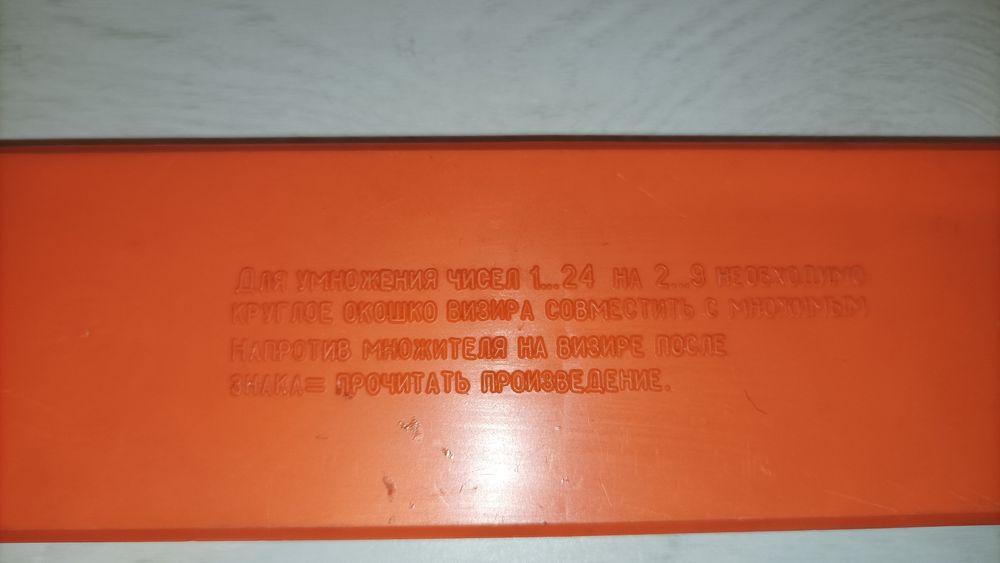 Для умножения чисел 1...24 на 2...9 необходимо
круглое окошко визира совместить с множимым
Напротив множителя на визире после
знака= прочитать произведение.